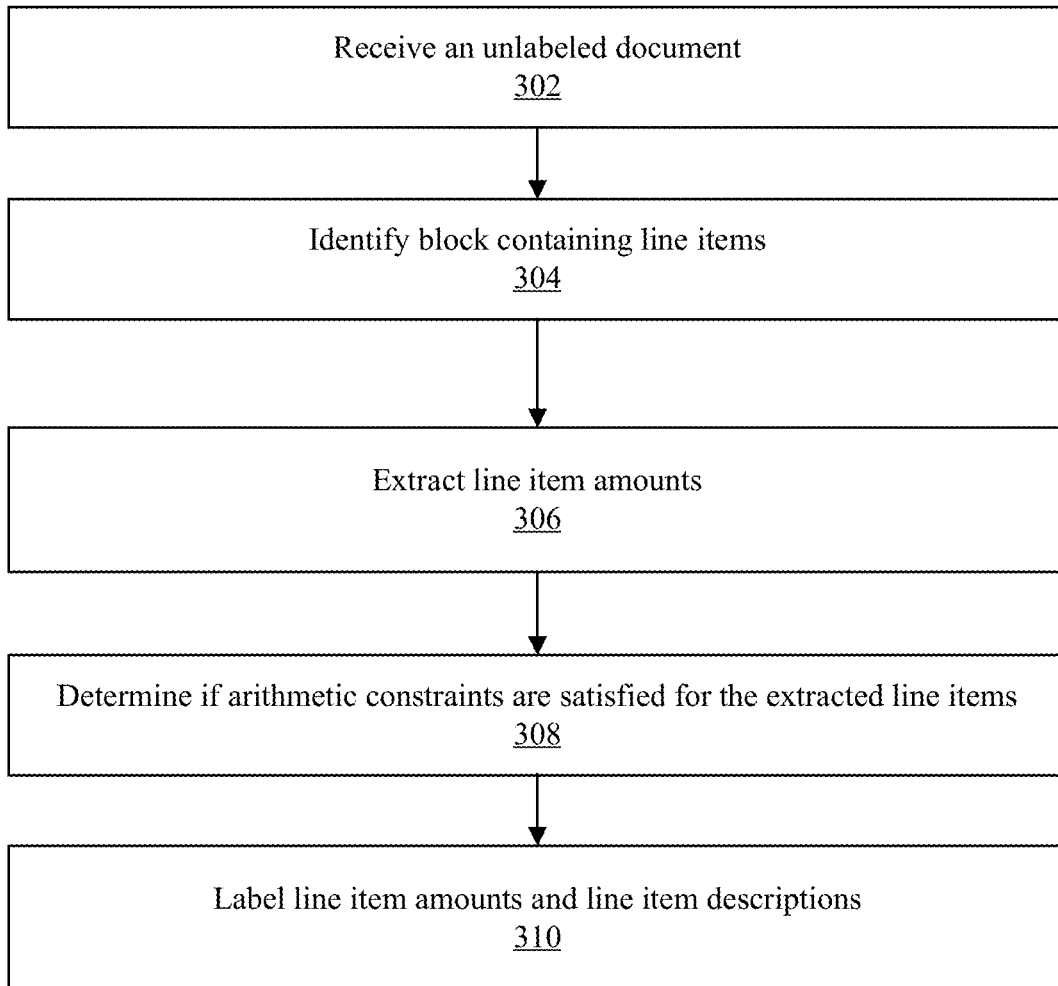 Receive an unlabeled document
302
Identify block containing line items
304
Extract line item amounts
306
Determine if arithmetic constraints are satisfied for the extracted line items
308
Label line item amounts and line item descriptions
310